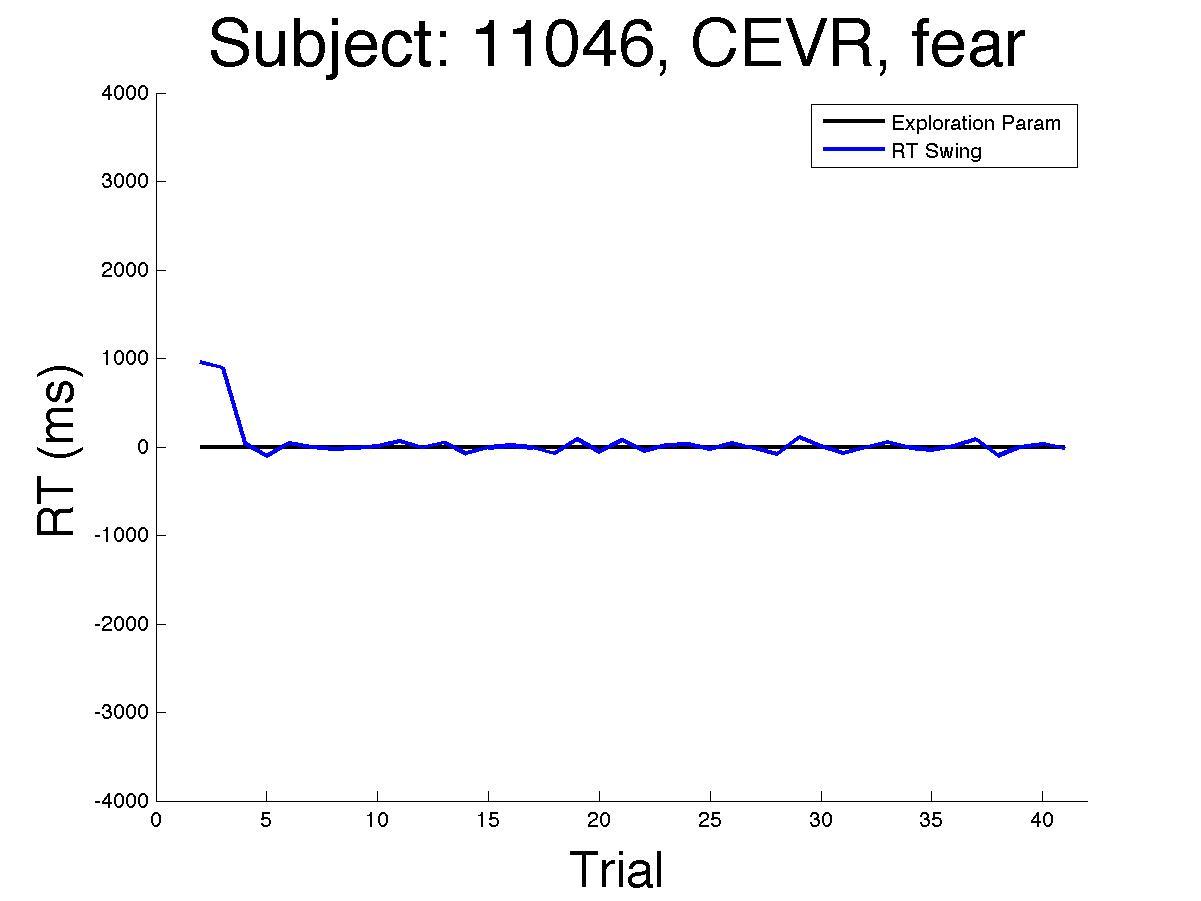 Subject: 11046, CEVR, fear
Exploration Param
RT Swing
4000
3000
2000
1000
0
-1000
-2000
-3000
-4000
RT (ms)
0 5 10 15 20 25 30 35 40
Trial